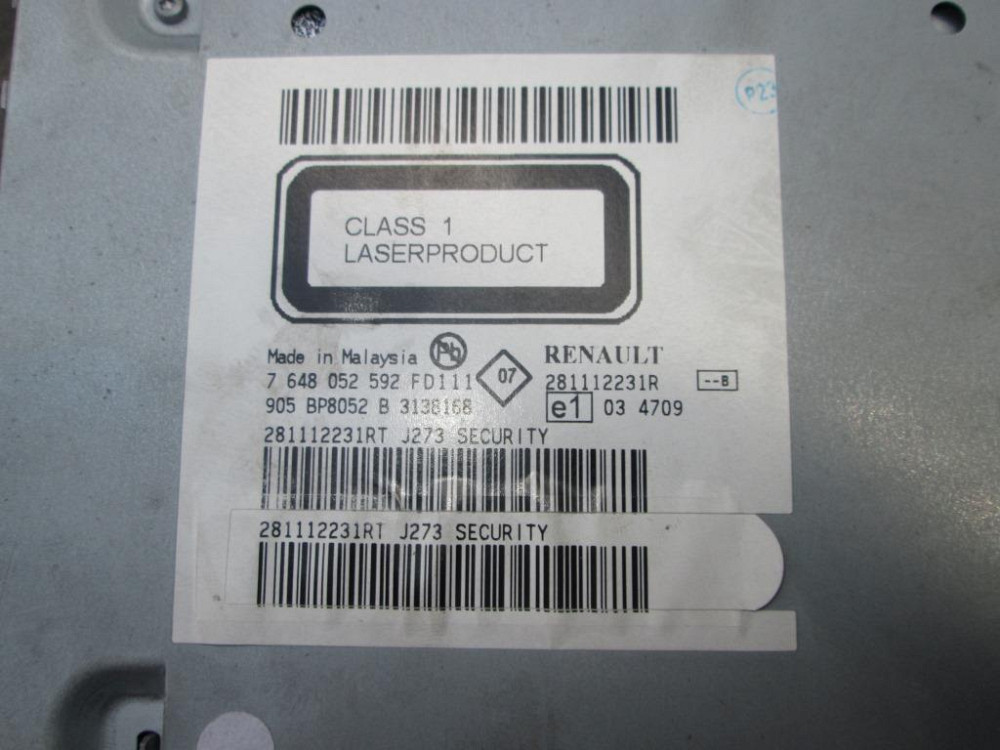 P23
CLASS 1
LASERPRODUCT
Made in Malaysia Pb
7 648 052 592 FD111
905 BP8052 B 3138168
07
RENAULT
281112231R --B
e1 03 4709
281112231RT J273 SECURITY
281112231RT J273 SECURITY